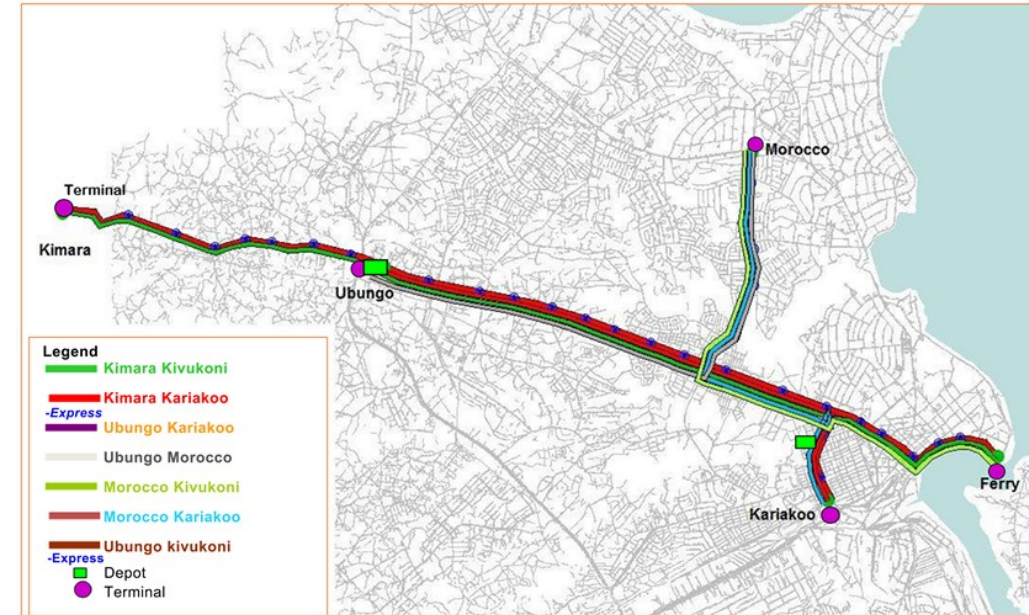 Morocco
Terminal
Kimara
Ubungo
Ferry
Kariakoo
Legend
Kimara Kivukoni
Kimara Kariakoo
-Express
Ubungo Kariakoo
Ubungo Morocco
Morocco Kivukoni
Morocco Kariakoo
Ubungo kivukoni
-Express
Depot
Terminal